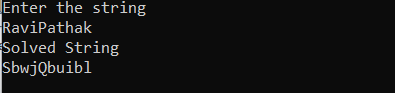 Enter the string
RaviPathak
Solved String
SbwjQbuibl